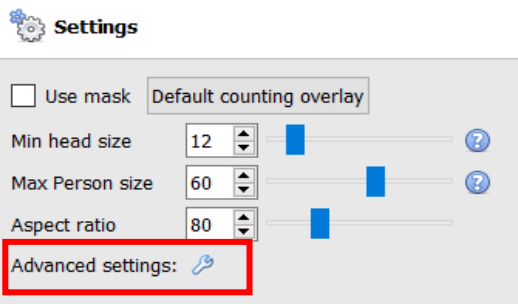 Settings
Use mask Default counting overlay
Min head size 12 ?
Max Person size 60 ?
Aspect ratio 80
Advanced settings: